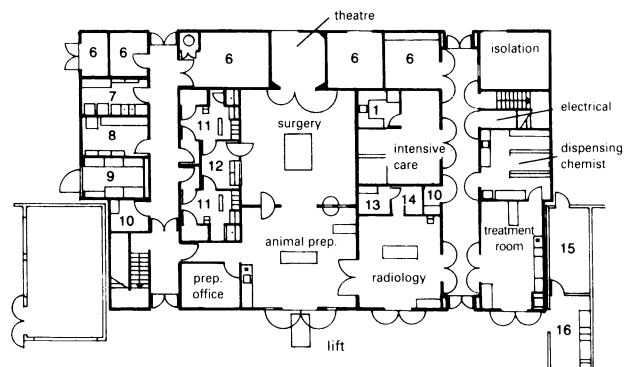 theatre
6
6
6
6
6
isolation
7
11
surgery
1
electrical
8
12
intensive
care
dispensing
chemist
9
11
10
13
14
10
animal prep.
treatment
room
15
prep.
office
radiology
16
lift